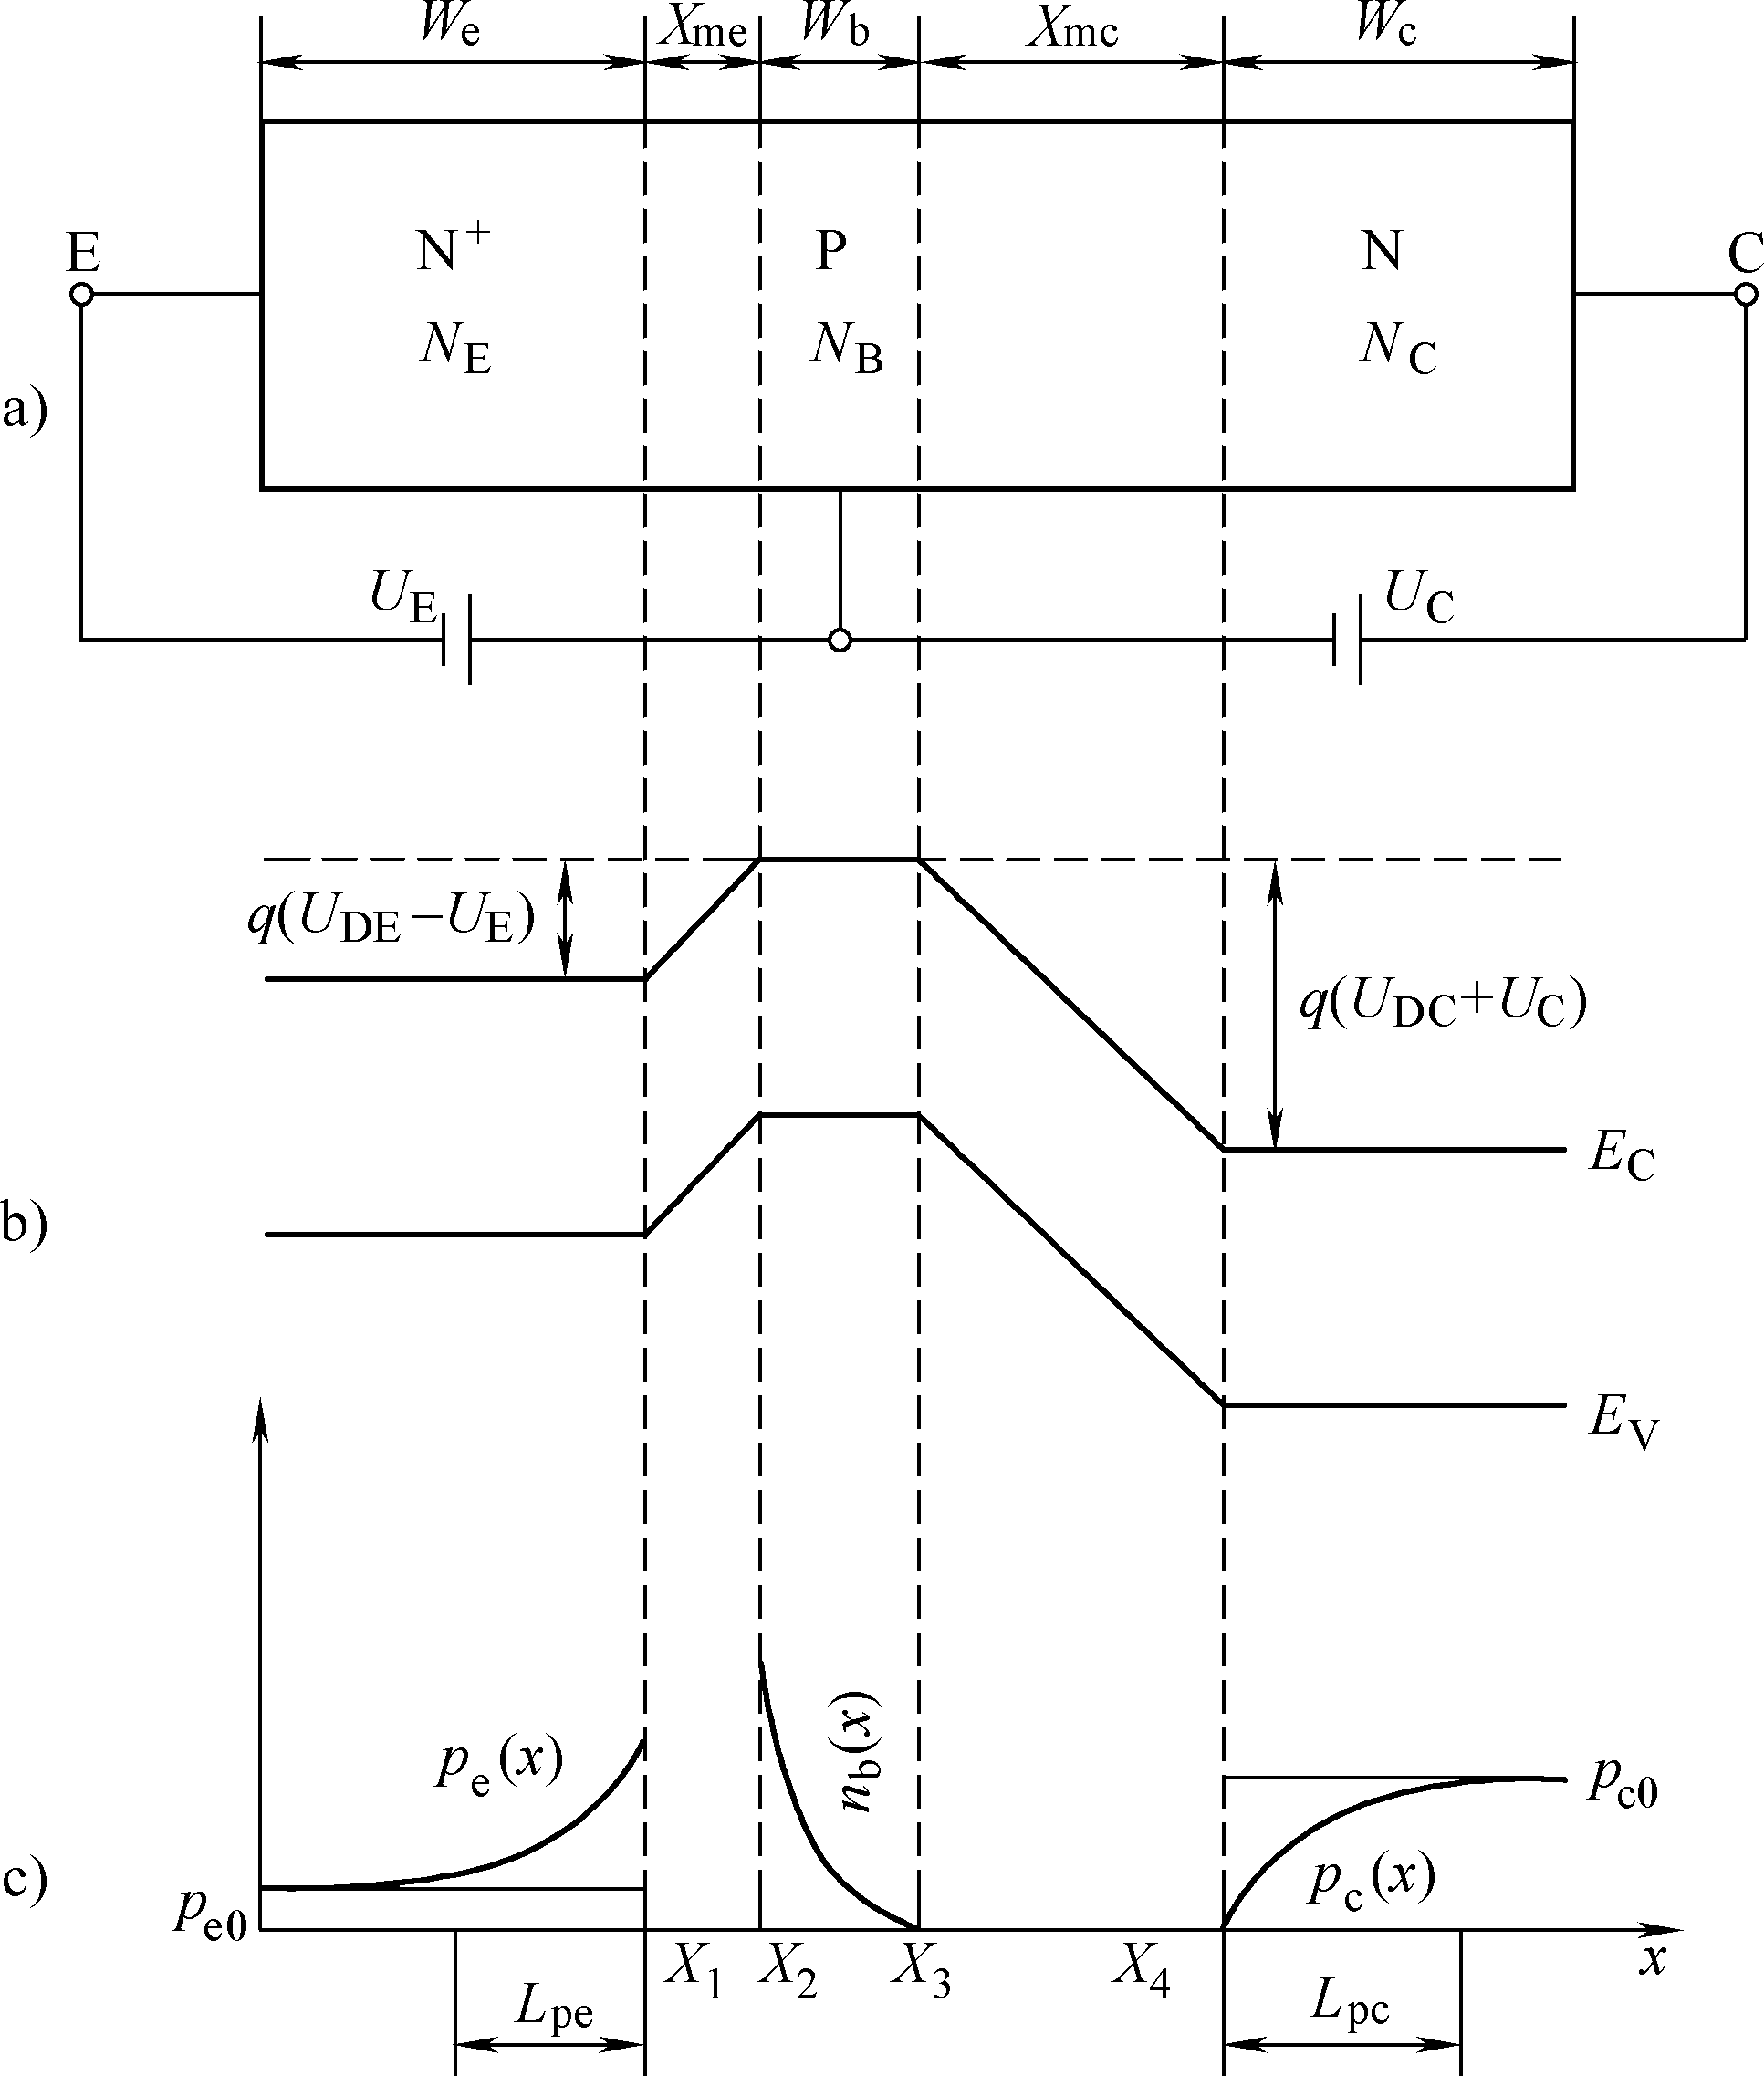 We Xme Wb Xmc Wc
N+ P N
E C
NE NB NC
a)
UE UC
q(UDE−UE)
q(UDC+UC)
EC
b)
EV
pe(x) nb(x) pc0
c) pc(x)
pe0
X1 X2 X3 X4 x
Lpe Lpc